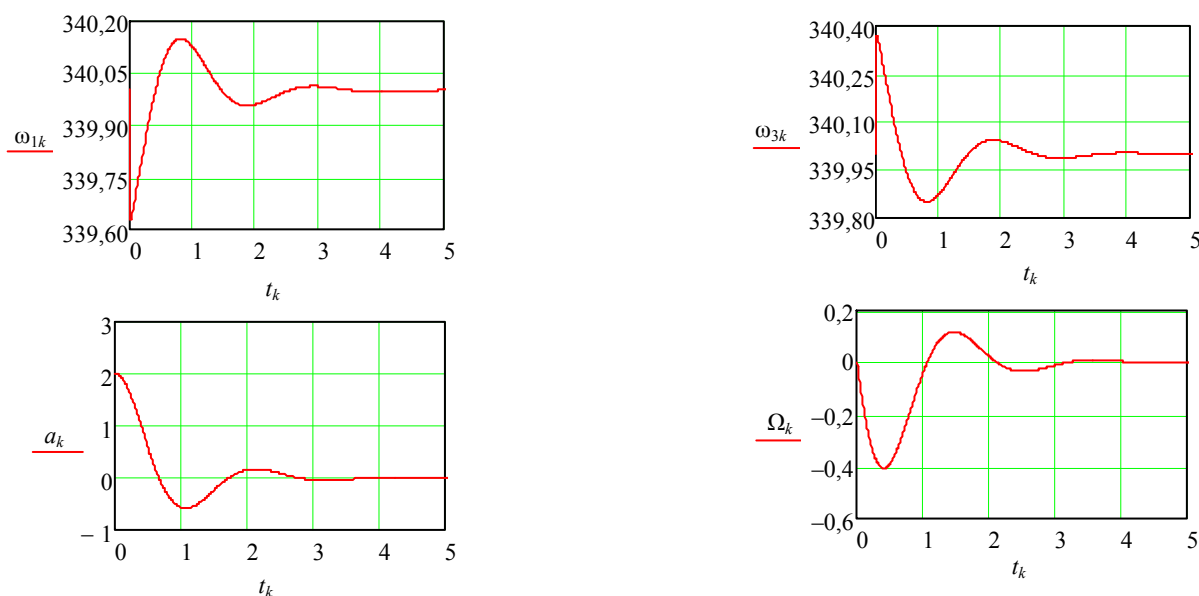 340,20
340,05
339,90
339,75
339,60
ω1k
0 1 2 3 4 5
tk
340,40
340,25
340,10
339,95
339,80
ω3k
0 1 2 3 4 5
tk
3
2
1
0
– 1
ak
0 1 2 3 4 5
tk
0,2
0
–0,2
–0,4
–0,6
Ωk
0 1 2 3 4 5
tk